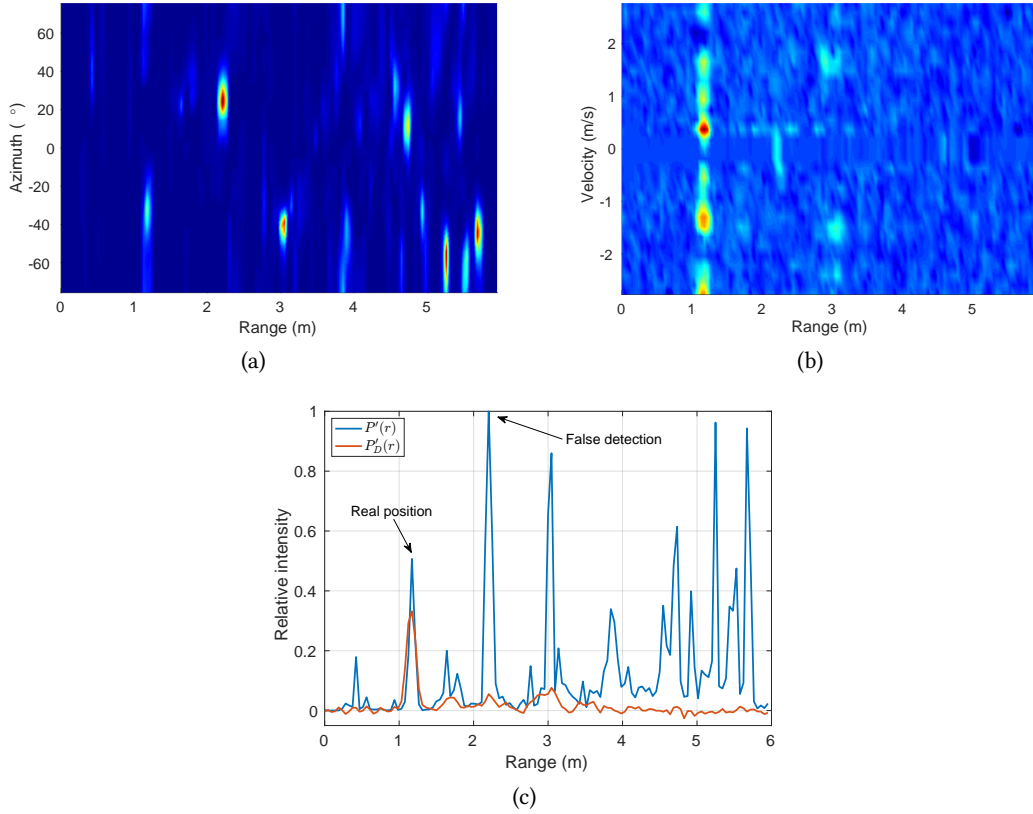 60
40
20
0
-20
-40
-60
Azimuth ( °)
0
1
2
3
4
5
Range (m)
(a)
2
1
0
-1
-2
Velocity (m/s)
0
1
2
3
4
5
Range (m)
(b)
1
0.8
0.6
0.4
0.2
0
Relative intensity
P′(r)
P′_D(r)
False detection
Real position
0
1
2
3
4
5
6
Range (m)
(c)